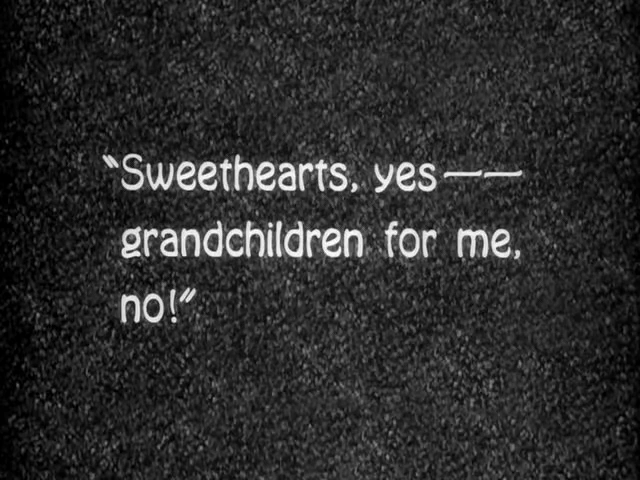 "Sweethearts, yes——
grandchildren for me,
no!"